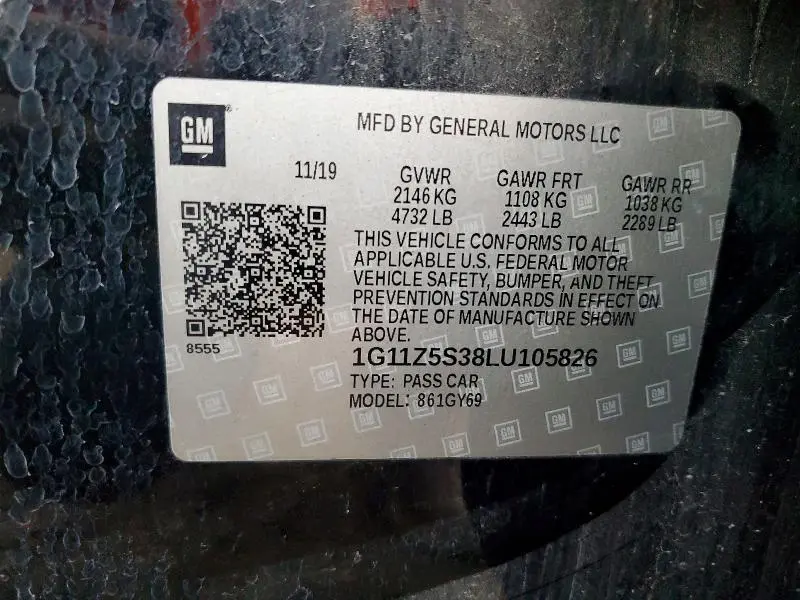 GM
MFD BY GENERAL MOTORS LLC
11/19 GVWR GAWR FRT GAWR RR
2146 KG 1108 KG 1038 KG
4732 LB 2443 LB 2289 LB
THIS VEHICLE CONFORMS TO ALL
APPLICABLE U.S. FEDERAL MOTOR
VEHICLE SAFETY, BUMPER, AND THEFT
PREVENTION STANDARDS IN EFFECT ON
THE DATE OF MANUFACTURE SHOWN
ABOVE.
8555
1G11Z5S38LU105826
TYPE: PASS CAR
MODEL: 861GY69